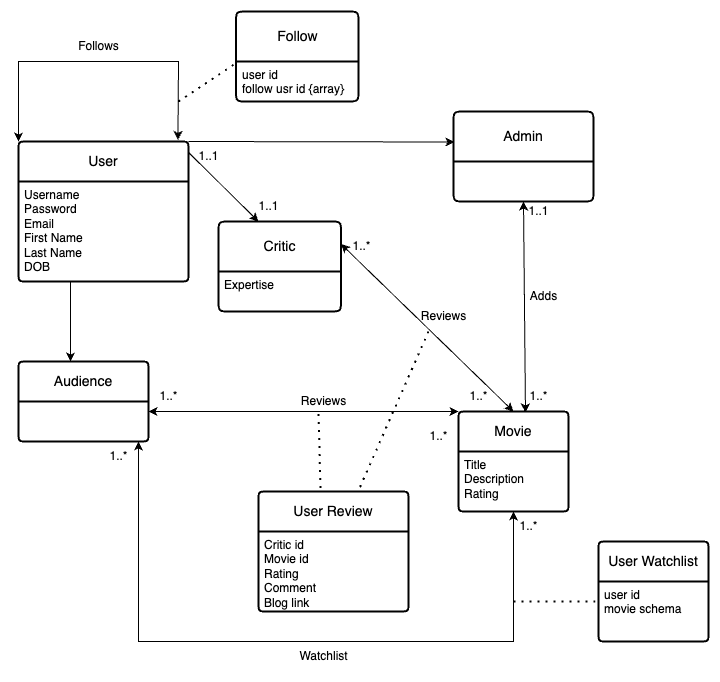 Follows
Follow
user id
follow usr id {array}
Admin
1..1
User
Username
Password
Email
First Name
Last Name
DOB
1..1
1..1
Critic
Expertise
1..*
Adds
Reviews
Audience
1..*
Reviews
1..*
1..*
1..*
1..*
Movie
Title
Description
Rating
User Review
Critic id
Movie id
Rating
Comment
Blog link
1..*
User Watchlist
user id
movie schema
Watchlist